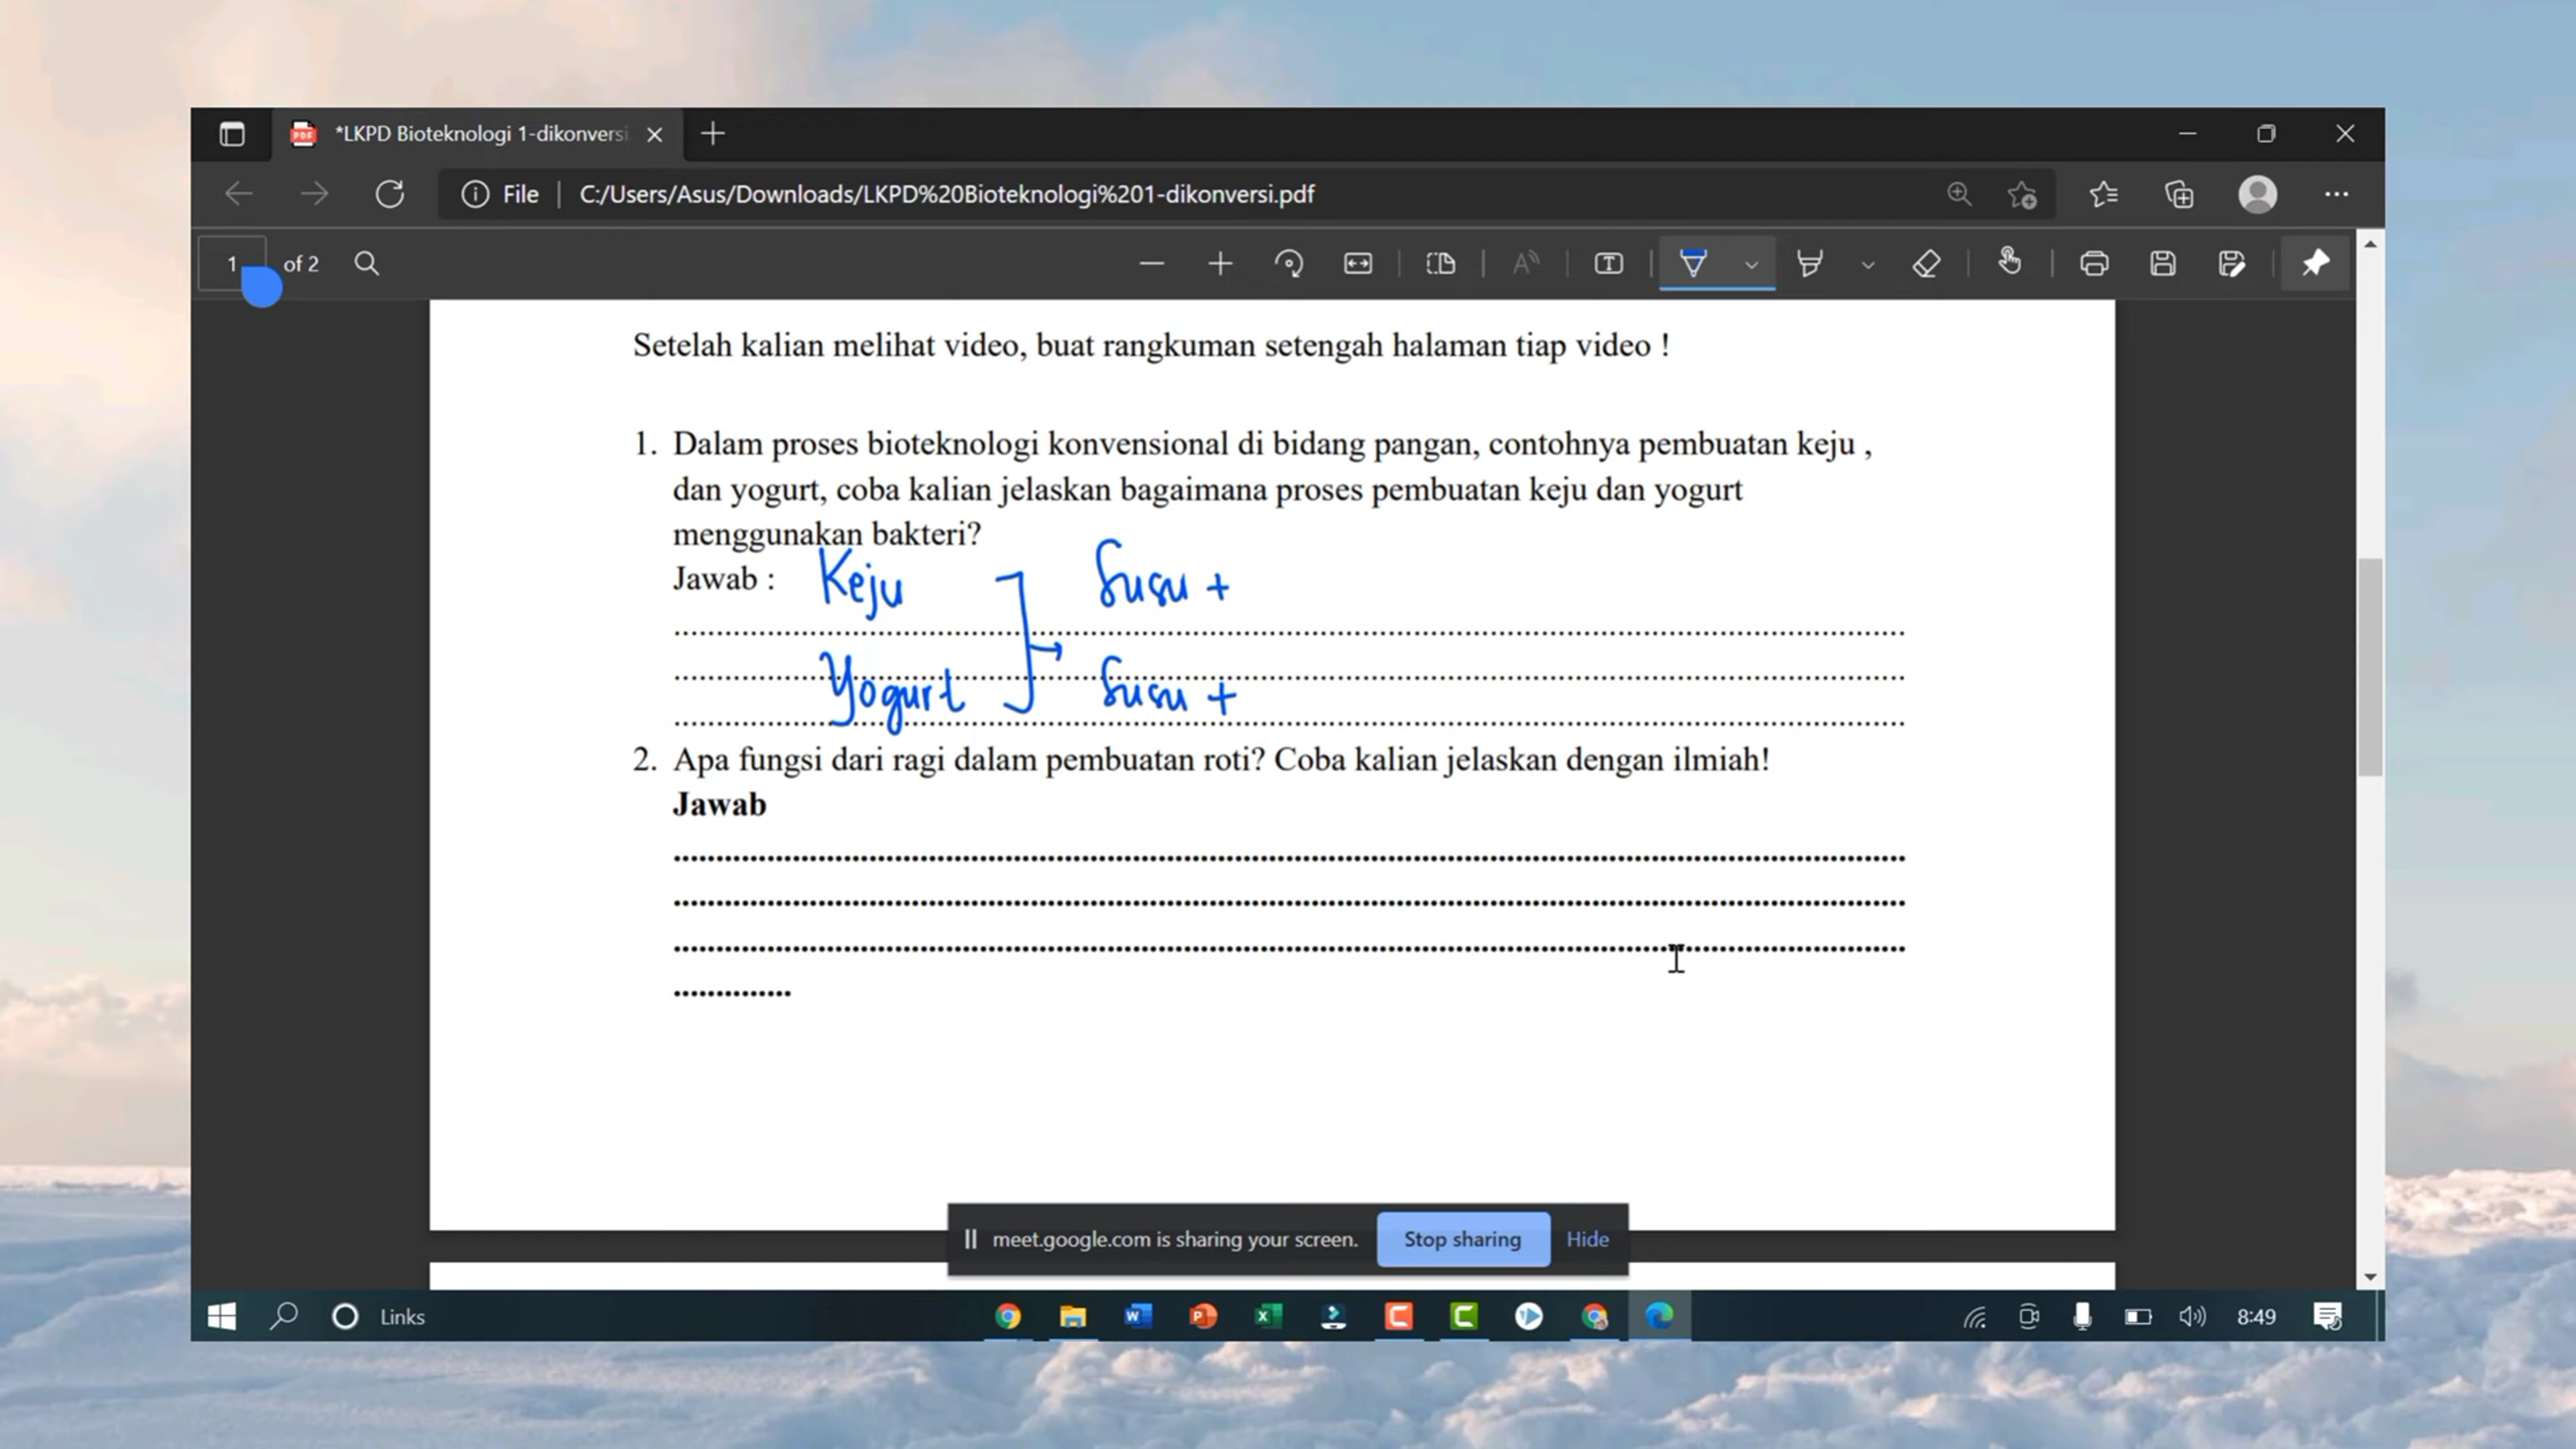 *LKPD Bioteknologi 1-dikonversi
File
C:/Users/Asus/Downloads/LKPD%20Bioteknologi%201-dikonversi.pdf
1 of 2
Setelah kalian melihat video, buat rangkuman setengah halaman tiap video !
1. Dalam proses bioteknologi konvensional di bidang pangan, contohnya pembuatan keju ,
dan yogurt, coba kalian jelaskan bagaimana proses pembuatan keju dan yogurt
menggunakan bakteri?
Jawab : Keju Susu +
Yogurt Susu +
2. Apa fungsi dari ragi dalam pembuatan roti? Coba kalian jelaskan dengan ilmiah!
Jawab
meet.google.com is sharing your screen. Stop sharing Hide
Links 8:49